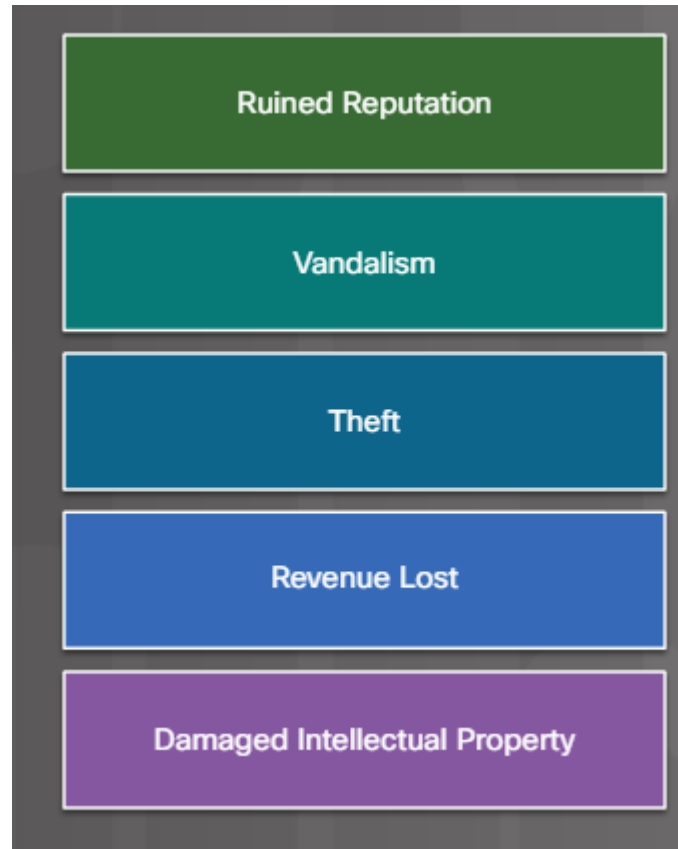 Ruined Reputation
Vandalism
Theft
Revenue Lost
Damaged Intellectual Property